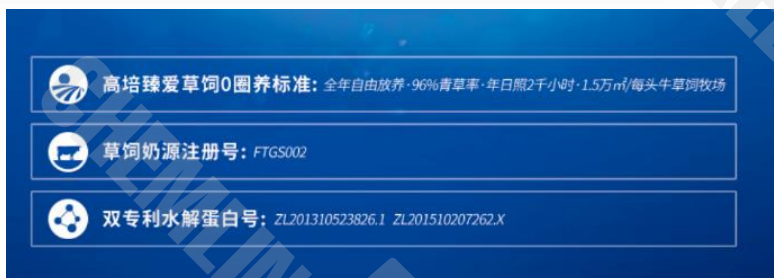 高培臻爱草饲0圈养标准: 全年自由放养·96%青草率·年日照2千小时·1.5万㎡/每头牛草饲牧场
草饲奶源注册号: FTGS002
双专利水解蛋白号: ZL201310523826.1 ZL201510207262.X
CHEMLIN